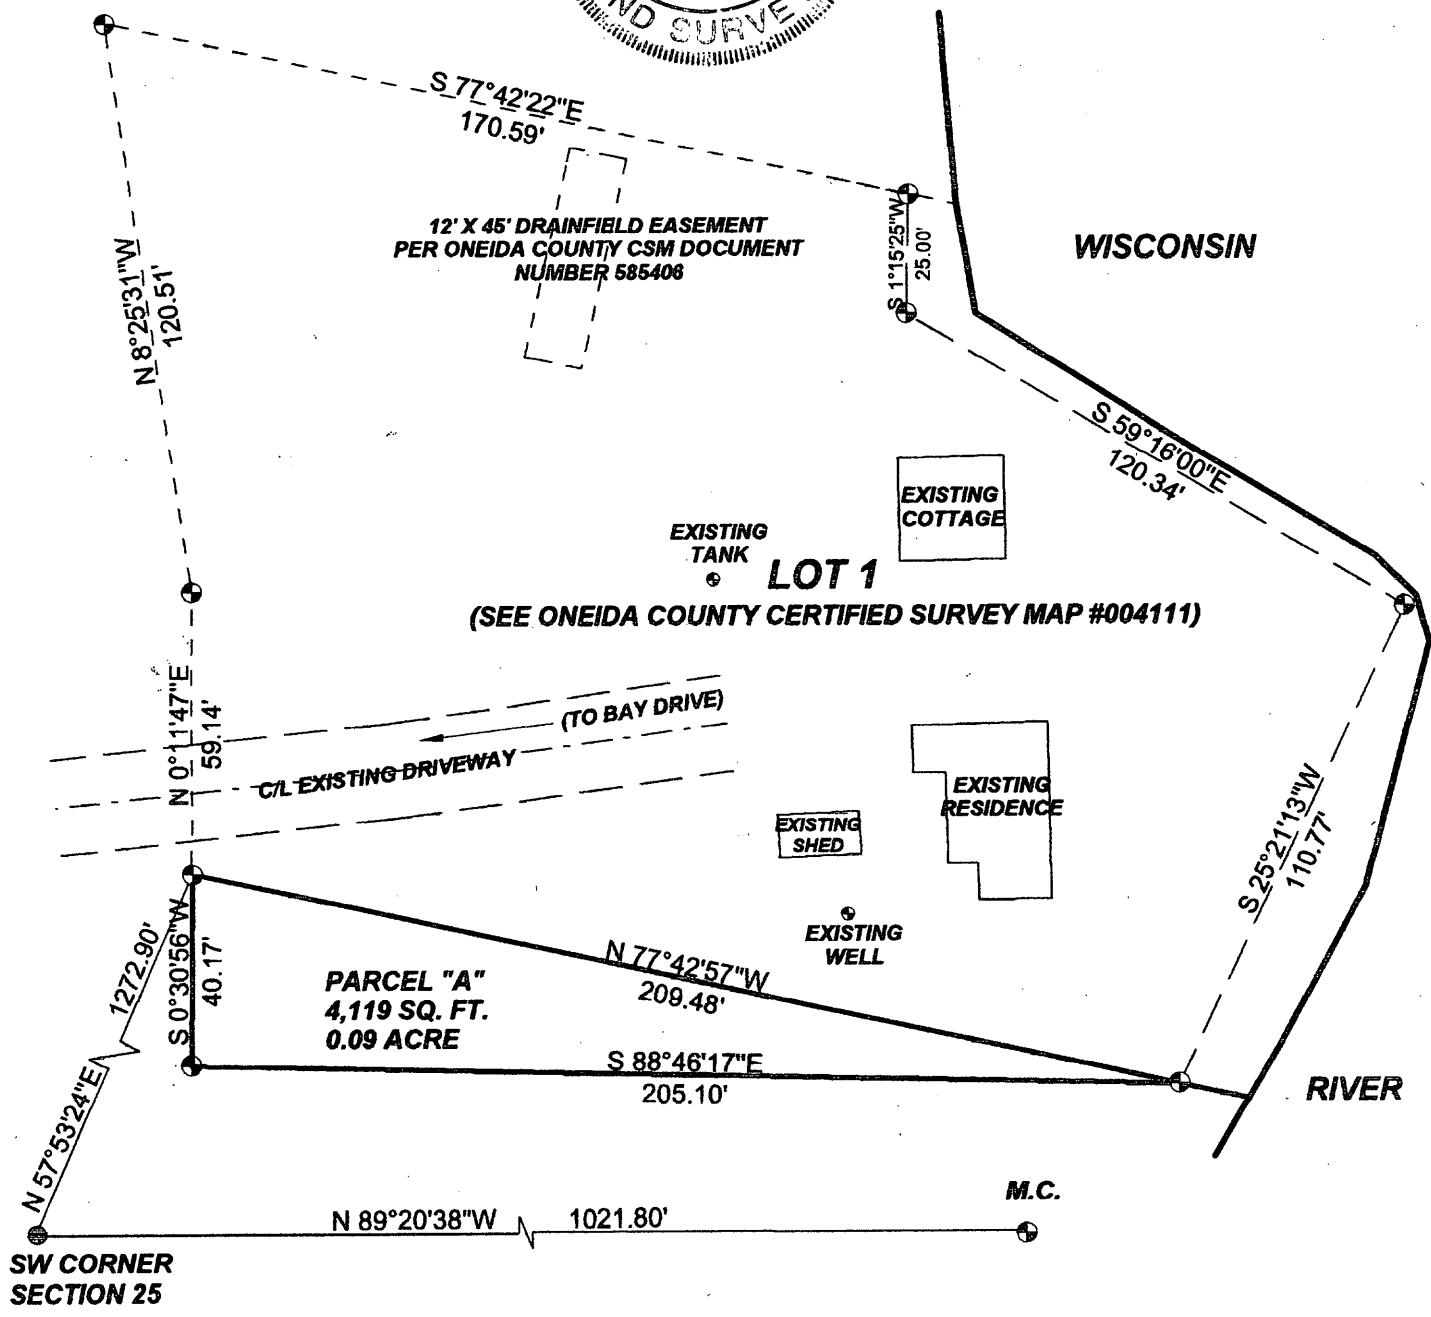 ND SURVE
S 77°42'22"E
170.59'
12' X 45' DRAINFIELD EASEMENT
PER ONEIDA COUNTY CSM DOCUMENT
NUMBER 585406
S 1°15'25"W
25.00'
WISCONSIN
N 8°25'31"W
120.51'
S 59°16'00"E
120.34'
EXISTING
COTTAGE
EXISTING
TANK
LOT 1
(SEE ONEIDA COUNTY CERTIFIED SURVEY MAP #004111)
N 0°11'47"E
59.14'
(TO BAY DRIVE)
C/L EXISTING DRIVEWAY
EXISTING
RESIDENCE
EXISTING
SHED
S 25°21'13"W
110.77'
EXISTING
WELL
1272.90'
S 0°30'56"W
40.17'
PARCEL "A"
4,119 SQ. FT.
0.09 ACRE
N 77°42'57"W
209.48'
S 88°46'17"E
205.10'
RIVER
N 57°53'24"E
M.C.
N 89°20'38"W 1021.80'
SW CORNER
SECTION 25